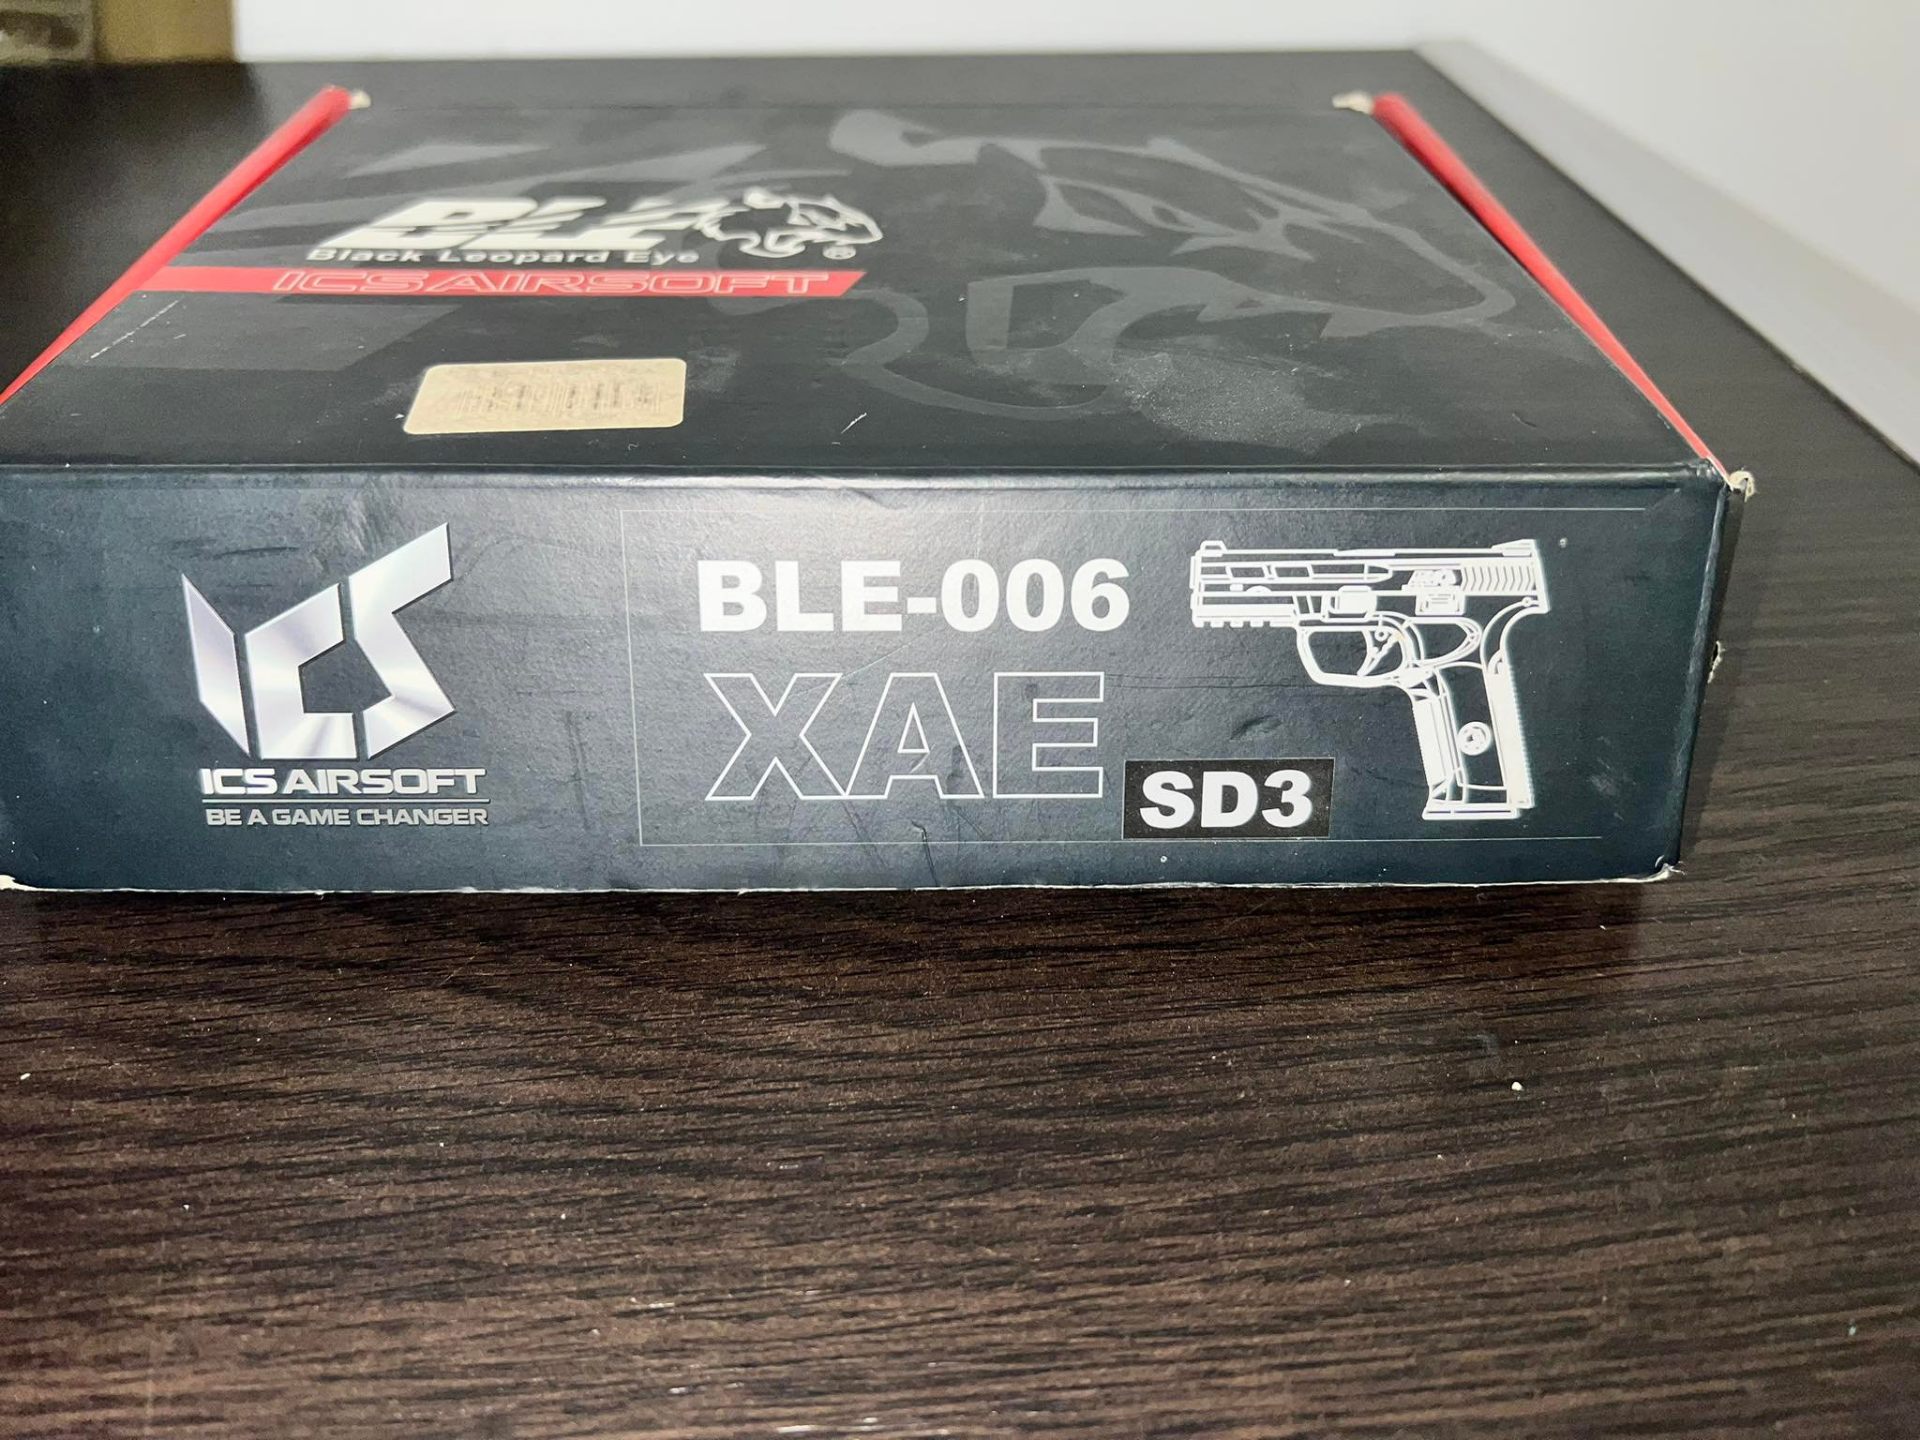 BLE
Black Leopard Eye
ICS AIRSOFT
ICS
ICS AIRSOFT
BE A GAME CHANGER
BLE-006
XAE
SD3